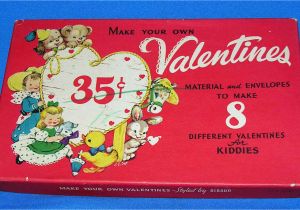 MAKE YOUR OWN
Valentines
35¢
MATERIAL and ENVELOPES
TO MAKE
8
DIFFERENT VALENTINES
for
KIDDIES
MAKE YOUR OWN VALENTINES - Styled by GIBSON